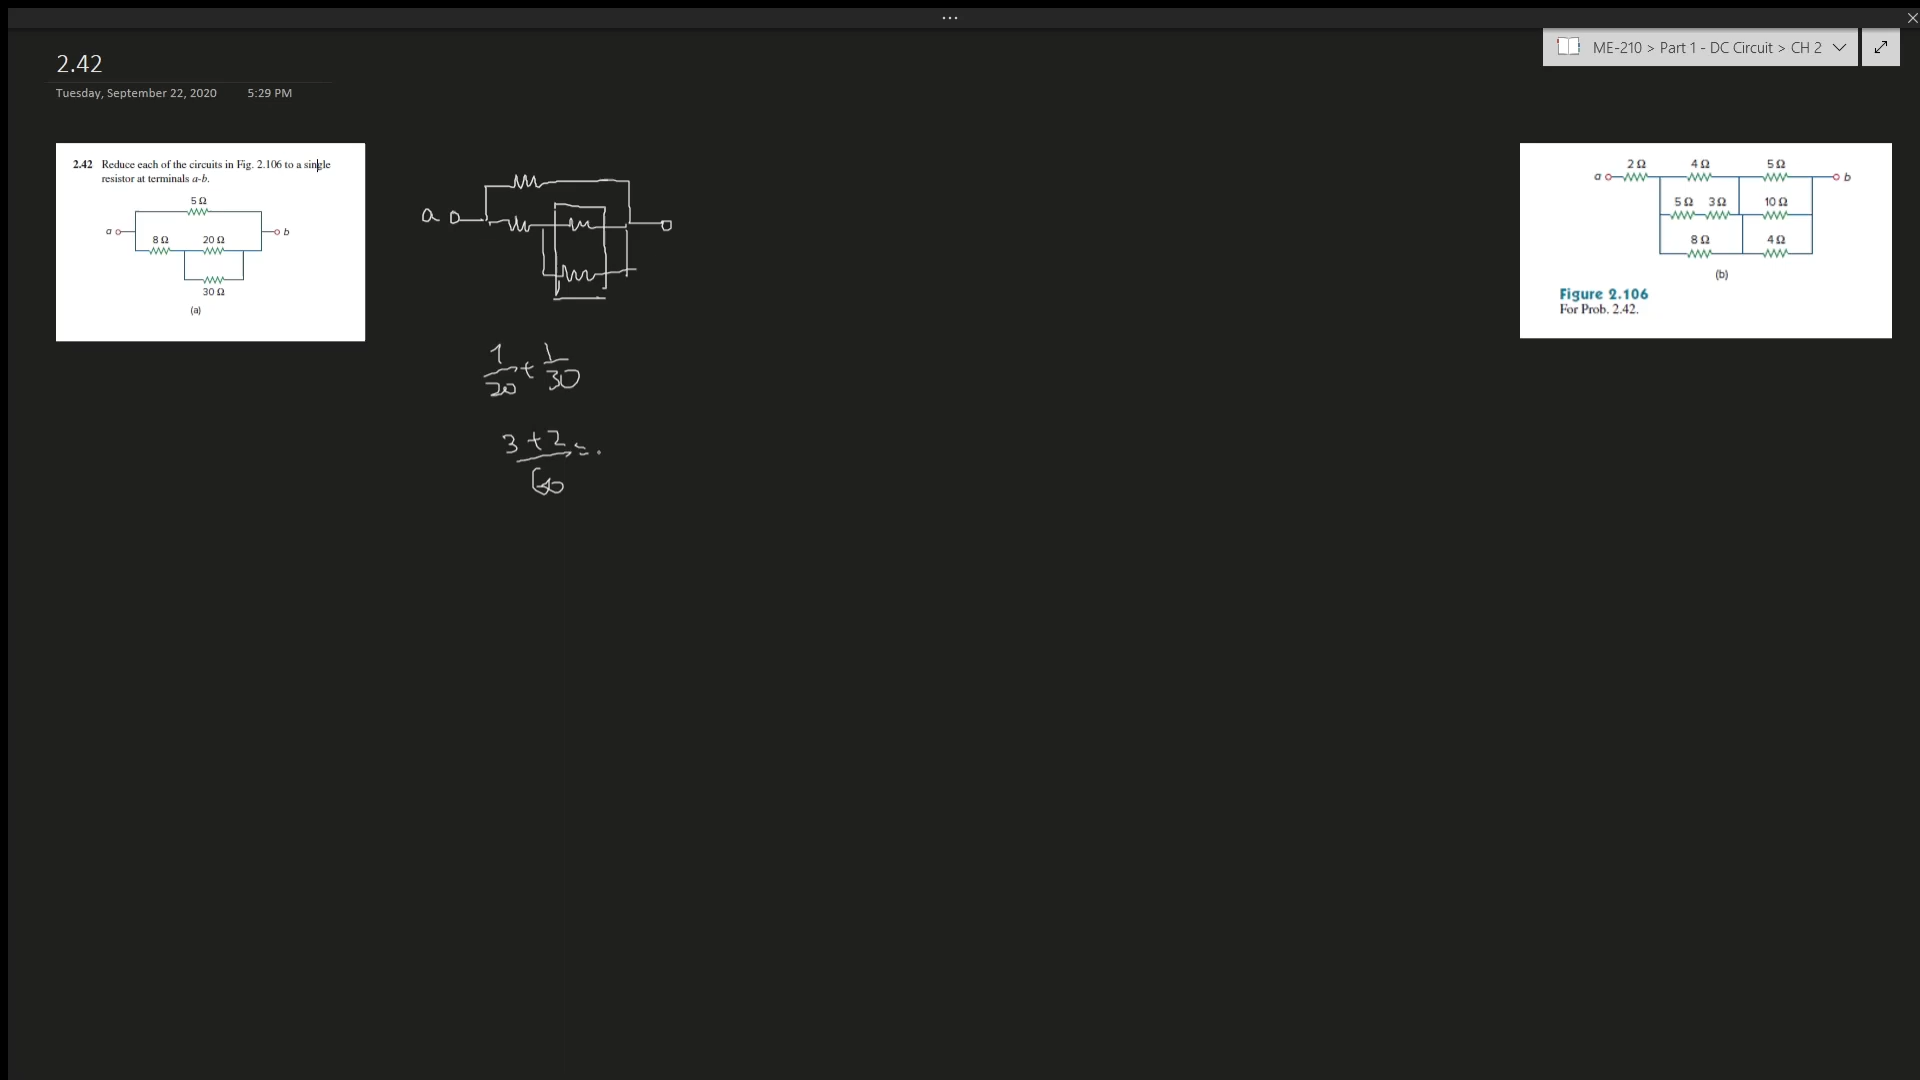 2.42
Tuesday, September 22, 2020 5:29 PM
ME-210 > Part 1 - DC Circuit > CH 2
2.42 Reduce each of the circuits in Fig. 2.106 to a single
resistor at terminals a-b.
5 Ω
a
b
8 Ω 20 Ω
30 Ω
(a)
a
1/20 + 1/30
3 + 2 / 60 = .
2 Ω 4 Ω 5 Ω
a
b
5 Ω 3 Ω 10 Ω
8 Ω 4 Ω
(b)
Figure 2.106
For Prob. 2.42.